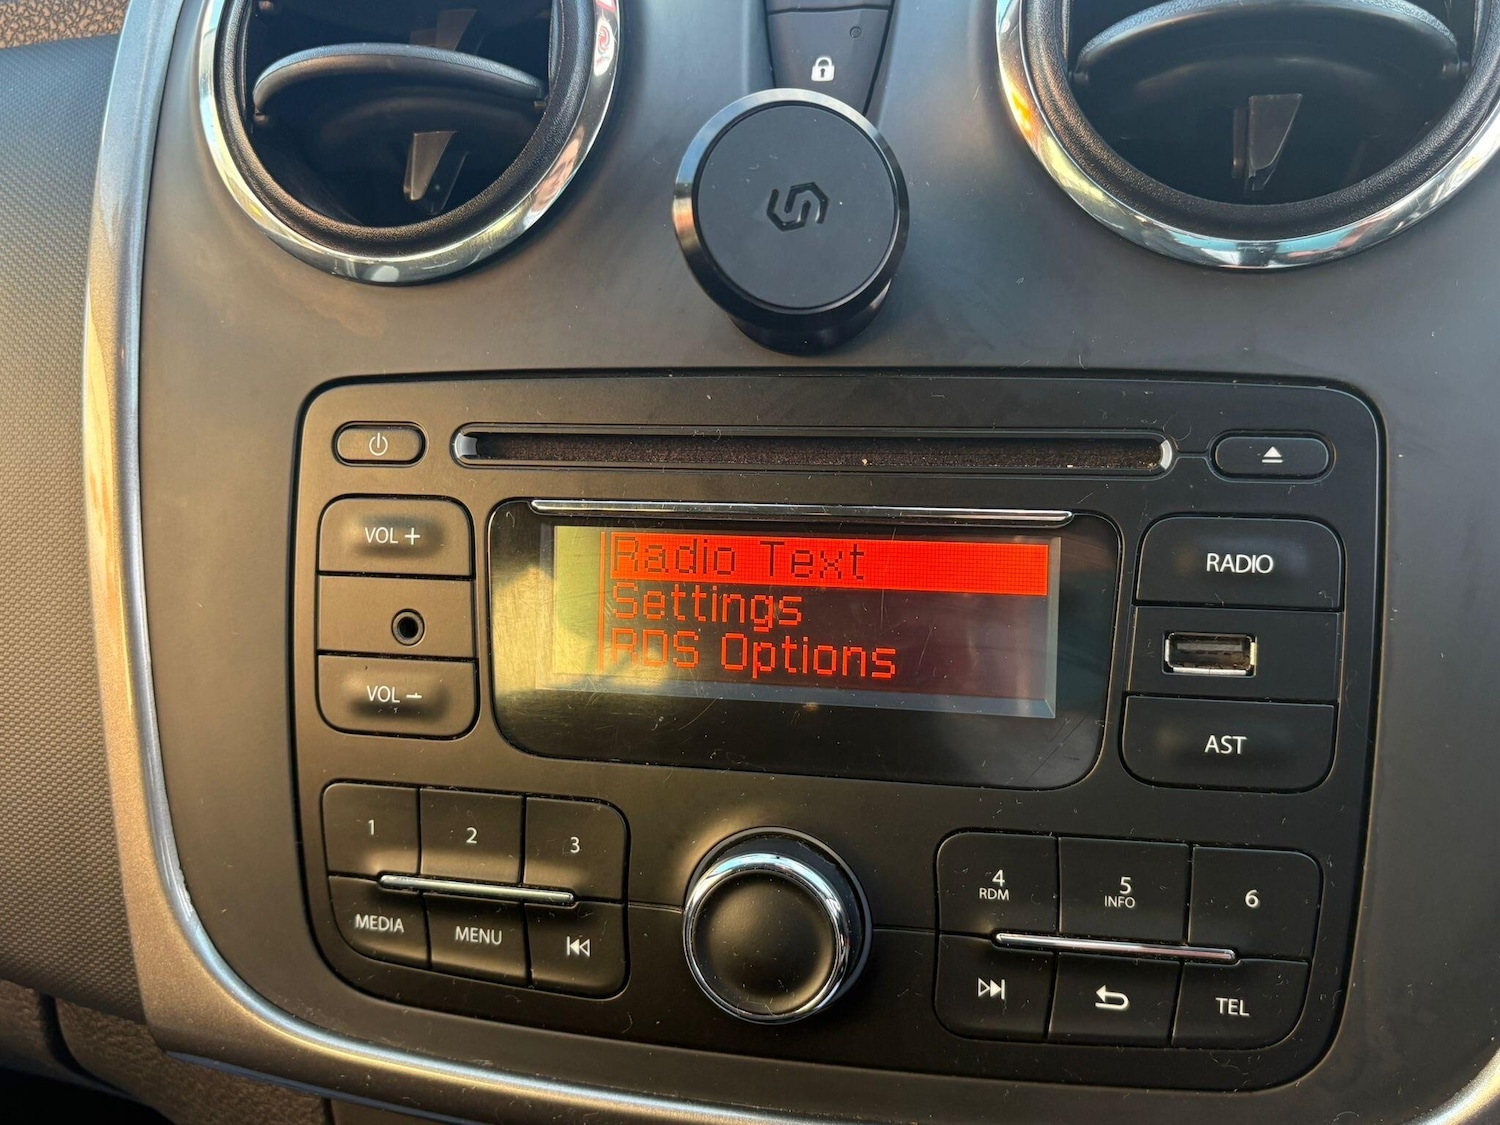 VOL +
VOL -
Radio Text
Settings
RDS Options
RADIO
AST
1
2
3
MEDIA
MENU
4
RDM
5
INFO
6
TEL